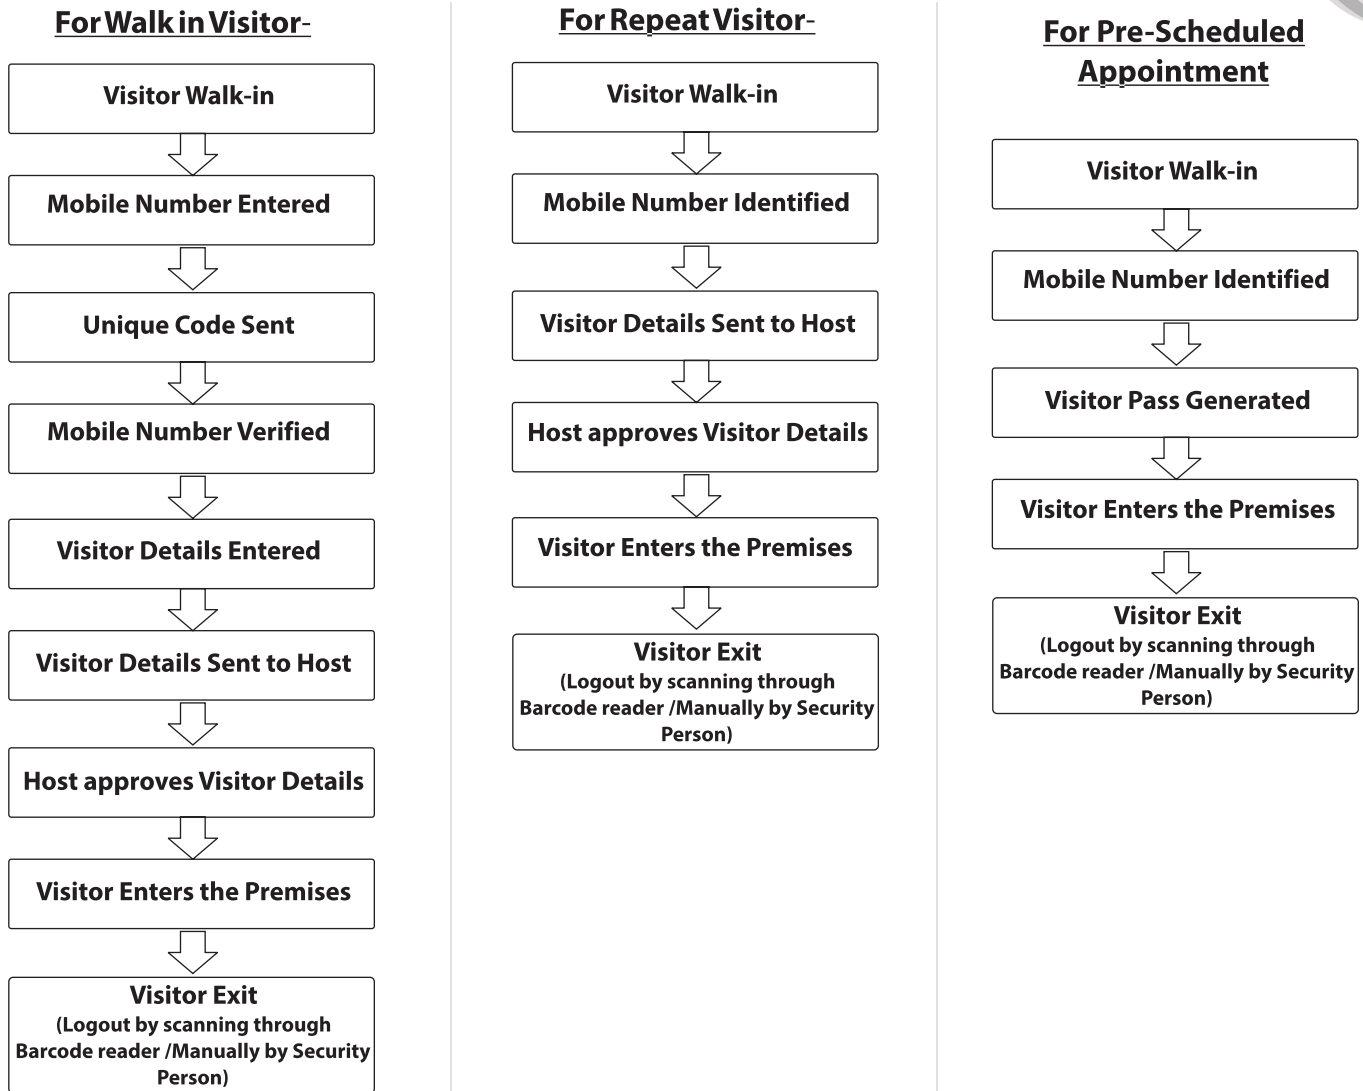 For Walk in Visitor-
Visitor Walk-in
Mobile Number Entered
Unique Code Sent
Mobile Number Verified
Visitor Details Entered
Visitor Details Sent to Host
Host approves Visitor Details
Visitor Enters the Premises
Visitor Exit
(Logout by scanning through
Barcode reader /Manually by Security
Person)
For Repeat Visitor-
Visitor Walk-in
Mobile Number Identified
Visitor Details Sent to Host
Host approves Visitor Details
Visitor Enters the Premises
Visitor Exit
(Logout by scanning through
Barcode reader /Manually by Security
Person)
For Pre-Scheduled
Appointment
Visitor Walk-in
Mobile Number Identified
Visitor Pass Generated
Visitor Enters the Premises
Visitor Exit
(Logout by scanning through
Barcode reader /Manually by Security
Person)